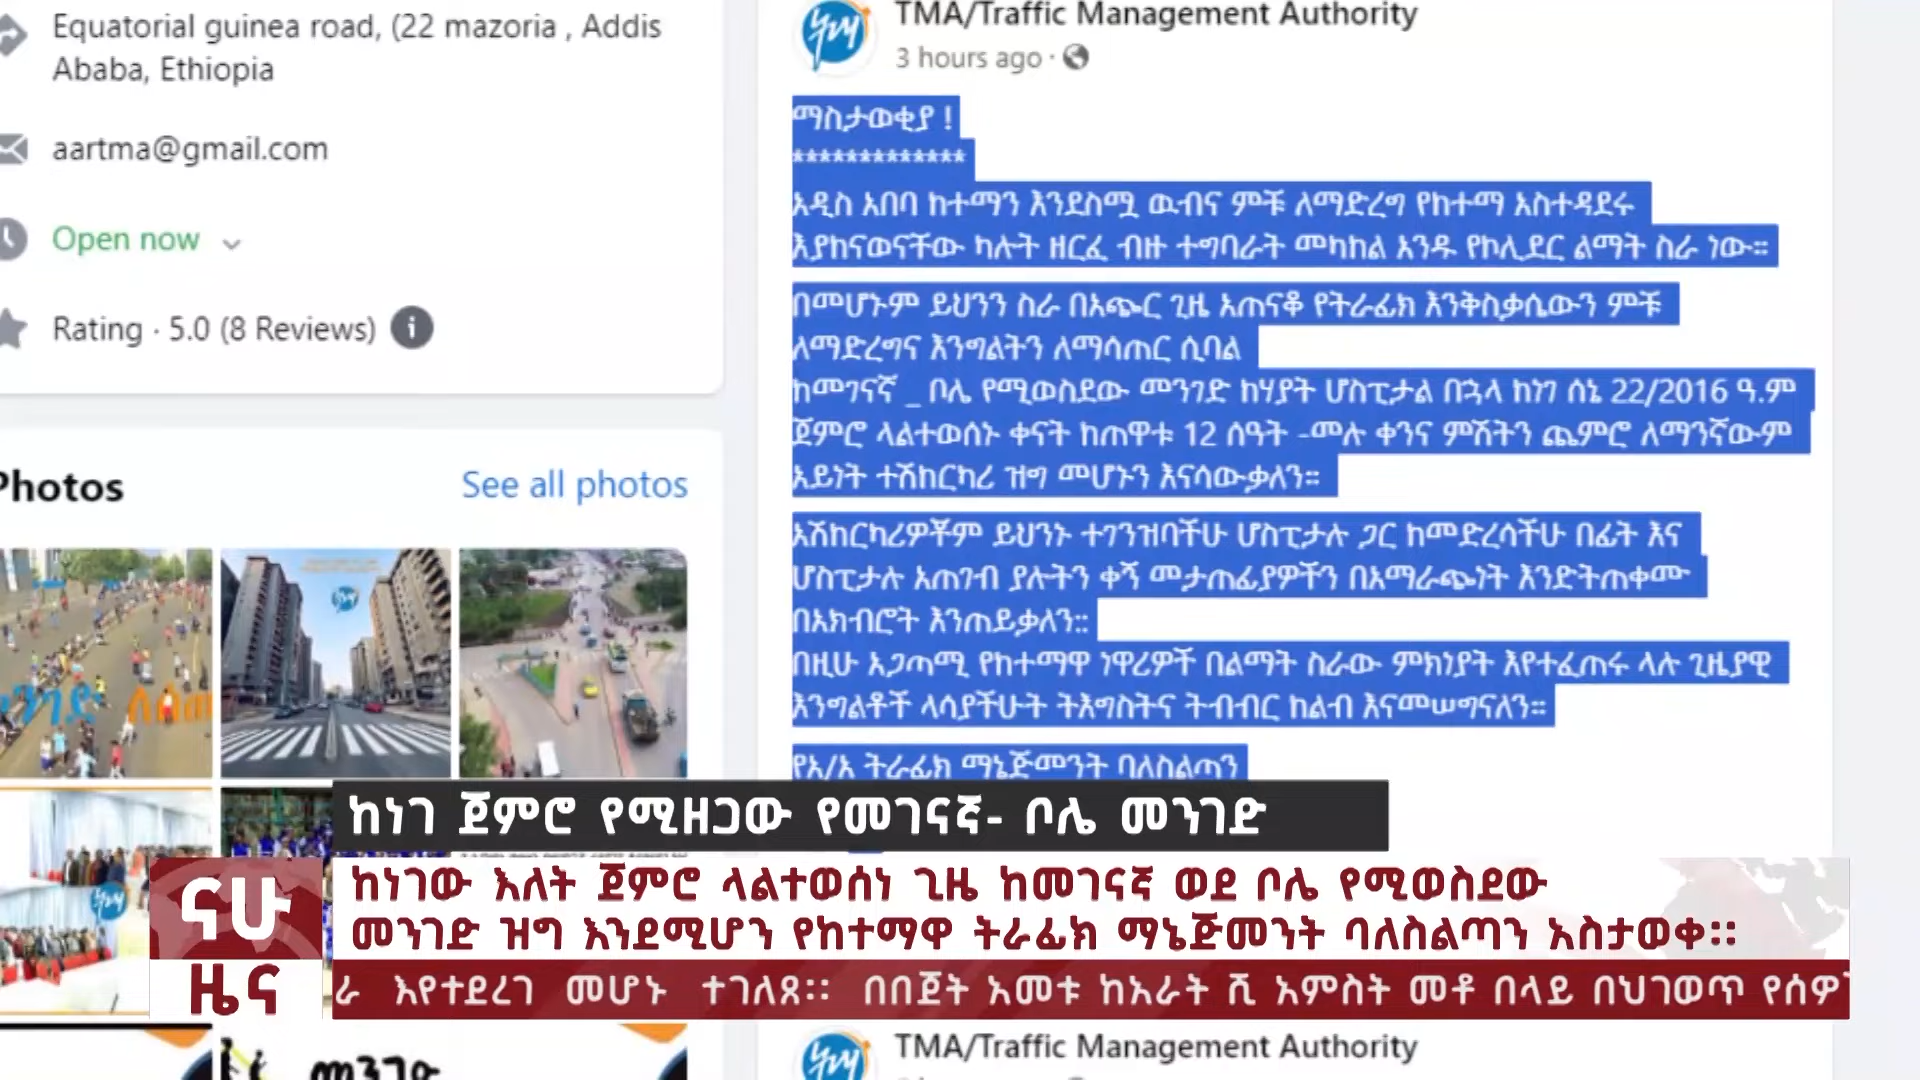 Equatorial guinea road, (22 mazoria , Addis
Ababa, Ethiopia
aartma@gmail.com
Open now
Rating · 5.0 (8 Reviews)
Photos
See all photos
TMA/Traffic Management Authority
3 hours ago ·
ማስታወቂያ !
*************
አዲስ አበባ ከተማን እንደስሟ ዉብና ምቹ ለማድረግ የከተማ አስተዳደሩ
እያከናወናቸው ካሉት ዘርፈ ብዙ ተግባራት መካከል አንዱ የኮሊደር ልማት ስራ ነው።
በመሆኑም ይህንን ስራ በአጭር ጊዜ አጠናቆ የትራፊክ እንቅስቃሴውን ምቹ
ለማድረግና እንግልትን ለማሳጠር ሲባል
ከመገናኛ _ ቦሌ የሚወስደው መንገድ ከሃያት ሆስፒታል በኋላ ከነገ ሰኔ 22/2016 ዓ.ም
ጀምሮ ላልተወሰኑ ቀናት ከጠዋቱ 12 ሰዓት -መሉ ቀንና ምሽትን ጨምሮ ለማንኛውም
አይነት ተሽከርካሪ ዝግ መሆኑን እናሳውቃለን።
አሽከርካሪዎችም ይህንኑ ተገንዝባችሁ ሆስፒታሉ ጋር ከመድረሳችሁ በፊት እና
ሆስፒታሉ አጠገብ ያሉትን ቀኝ መታጠፊያዎችን በአማራጭነት እንድትጠቀሙ
በአክብሮት እንጠይቃለን።
በዚሁ አጋጣሚ የከተማዋ ነዋሪዎች በልማት ስራው ምክነያት እየተፈጠሩ ላሉ ጊዜያዊ
እንግልቶች ላሳያችሁት ትእግስትና ትብብር ከልብ እናመሠግናለን።
የአ/አ ትራፊክ ማኔጅመንት ባለስልጣን
ከነገ ጀምሮ የሚዘጋው የመገናኛ- ቦሌ መንገድ
ናሁ
ዜና
ከነገው እለት ጀምሮ ላልተወሰነ ጊዜ ከመገናኛ ወደ ቦሌ የሚወስደው
መንገድ ዝግ እንደሚሆን የከተማዋ ትራፊክ ማኔጅመንት ባለስልጣን አስታወቀ።
ራ እየተደረገ መሆኑ ተገለጸ። በበጀት አመቱ ከአራት ሺ አምስት መቶ በላይ በህገወጥ የሰዎ
TMA/Traffic Management Authority
መንገድ